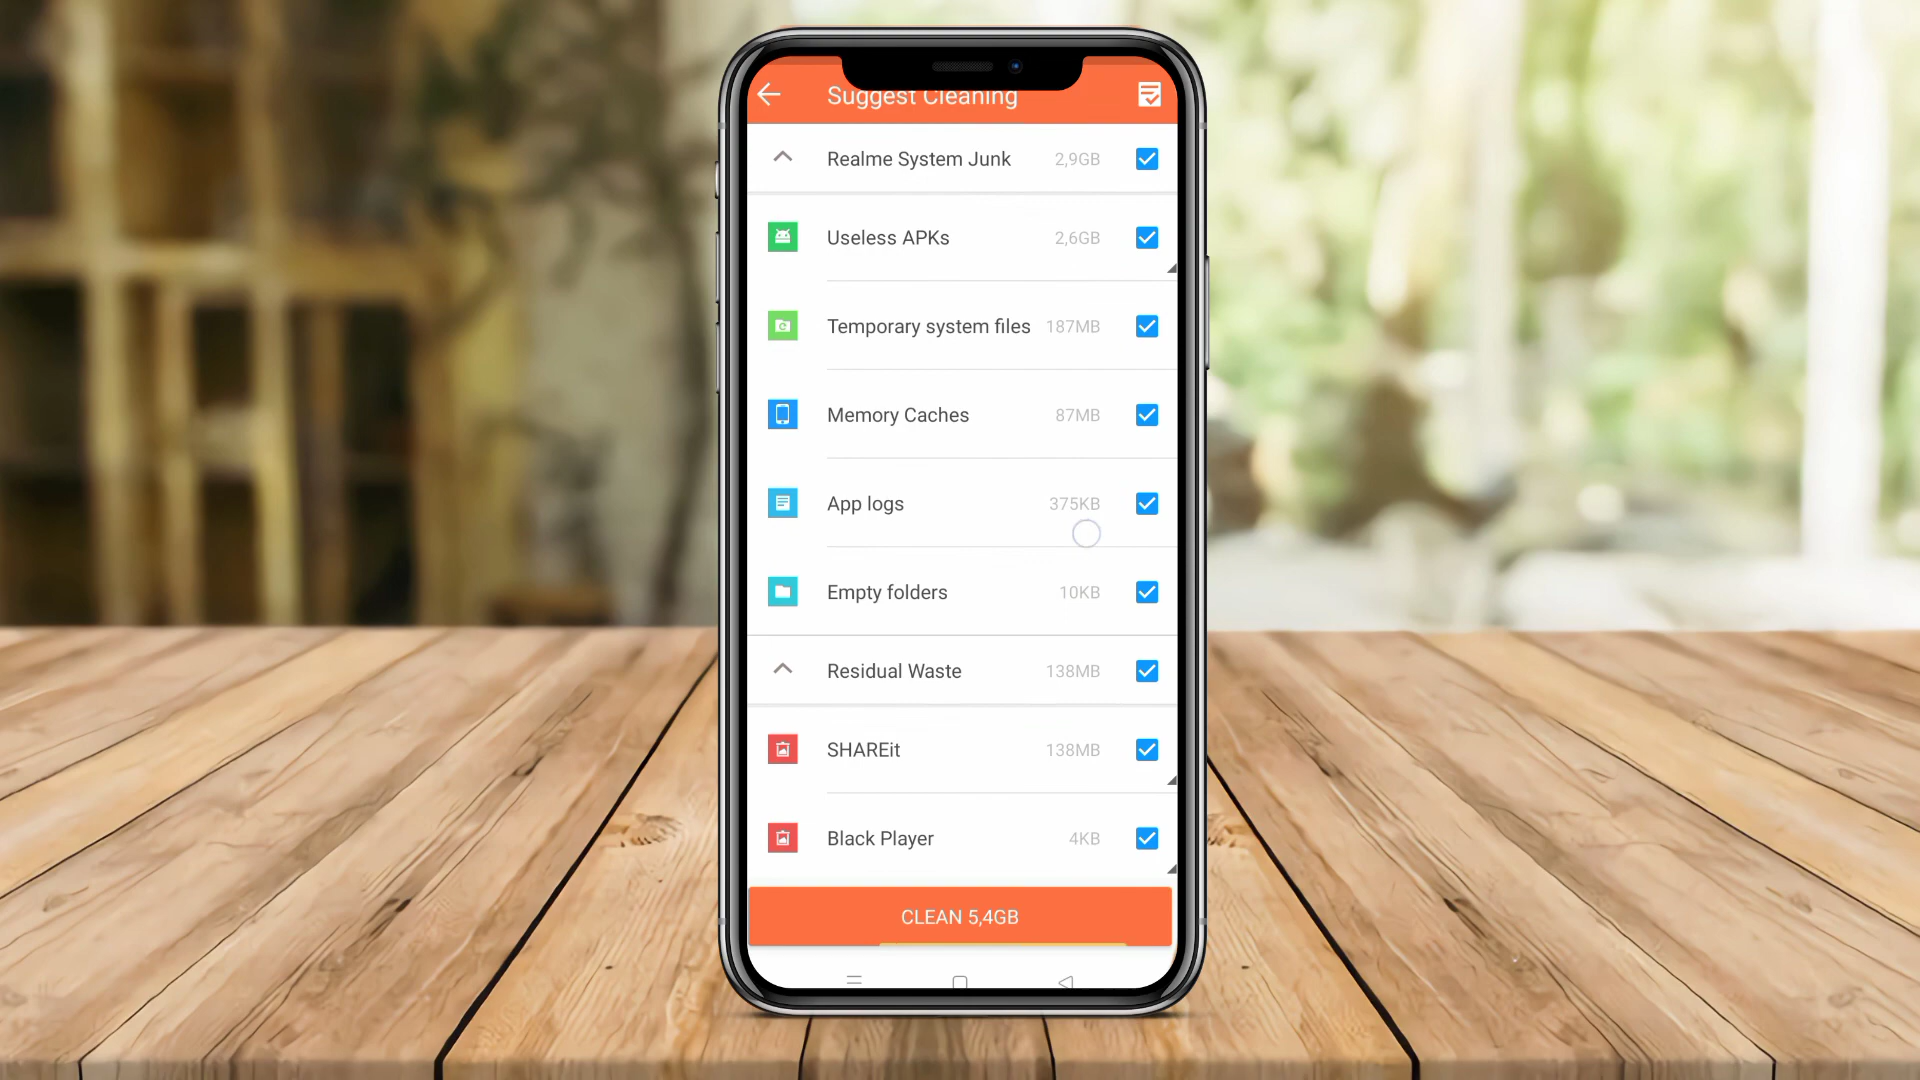 Suggest Cleaning
Realme System Junk 2,9GB
Useless APKs 2,6GB
Temporary system files 187MB
Memory Caches 87MB
App logs 375KB
Empty folders 10KB
Residual Waste 138MB
SHAREit 138MB
Black Player 4KB
CLEAN 5,4GB